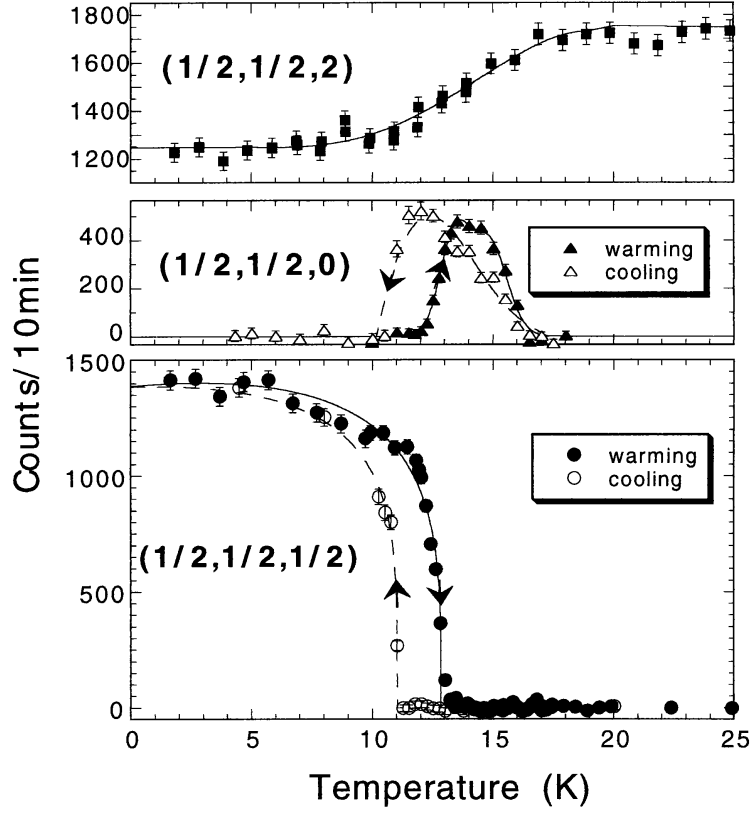 1800
1600
1400
1200
(1/2,1/2,2)
400
200
0
(1/2,1/2,0)
warming
cooling
1500
1000
500
0
(1/2,1/2,1/2)
warming
cooling
Counts/10min
0 5 10 15 20 25
Temperature (K)